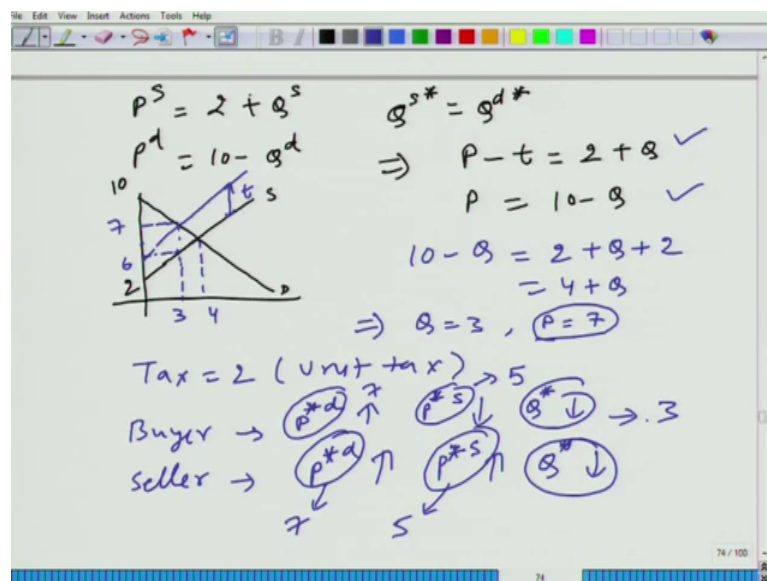 File Edit View Insert Actions Tools Help
P^s = 2 + Q^s
P^d = 10 - Q^d
Q^s* = Q^d*
⇒ P - t = 2 + Q ✓
P = 10 - Q ✓
10 - Q = 2 + Q + 2
= 4 + Q
⇒ Q = 3 , P = 7
10
7
6
2
t
S
D
3 4
Tax = 2 (unit tax)
Buyer → P*^d ↑ 7 P*^s ↓ → 5 Q* ↓ → 3
Seller → P*^d ↑ P*^s ↑ Q* ↓
7 5
74 / 100
74